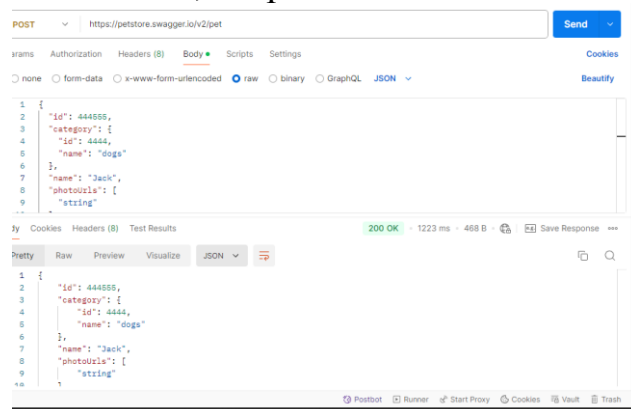 POST https://petstore.swagger.io/v2/pet Send
arams Authorization Headers (8) Body Scripts Settings Cookies
none form-data x-www-form-urlencoded raw binary GraphQL JSON Beautify
1 {
2 "id": 444555,
3 "category": {
4 "id": 4444,
5 "name": "dogs"
6 },
7 "name": "Jack",
8 "photoUrls": [
9 "string"
dy Cookies Headers (8) Test Results 200 OK 1223 ms 468 B Save Response
Pretty Raw Preview Visualize JSON
1 {
2 "id": 444555,
3 "category": {
4 "id": 4444,
5 "name": "dogs"
6 },
7 "name": "Jack",
8 "photoUrls": [
9 "string"
10 ]
Postbot Runner Start Proxy Cookies Vault Trash